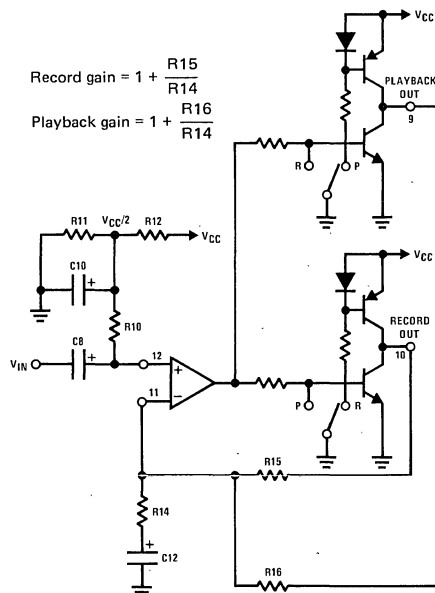 Record gain = 1 + R15/R14
Playback gain = 1 + R16/R14
VCC
PLAYBACK OUT
9
R
P
R11
VCC/2
R12
VCC
C10
+
R10
VCC
RECORD OUT
10
VIN
C8
+
12
+
11
−
P
R
R15
R14
+
C12
R16